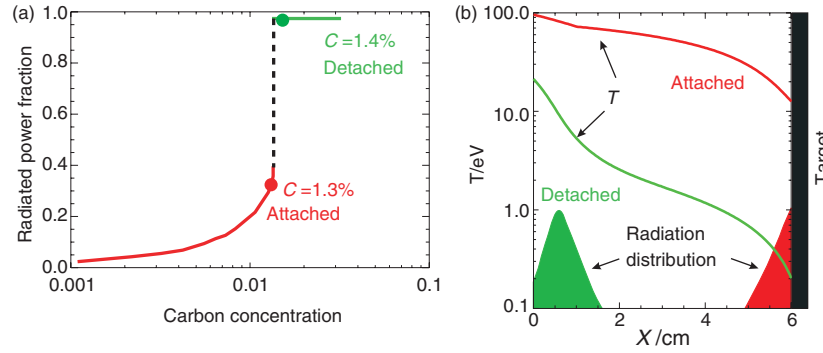 (a)
1.0
0.8
0.6
0.4
0.2
0.0
Radiated power fraction
C=1.4%
Detached
C=1.3%
Attached
0.001
0.01
0.1
Carbon concentration
(b)
100.0
10.0
1.0
0.1
T/eV
T
Attached
Detached
Radiation
distribution
Target
0
2
4
6
X/cm